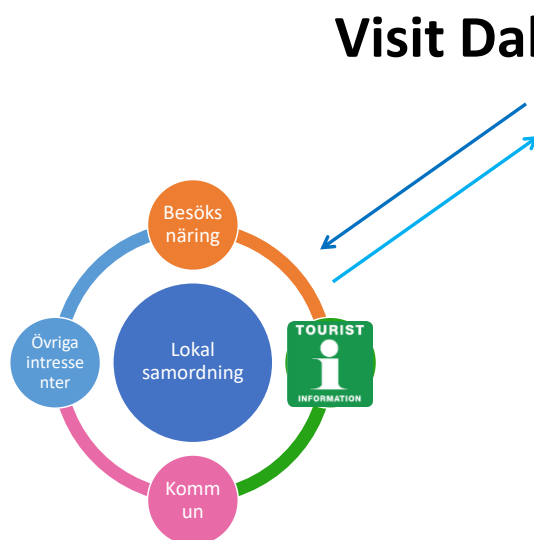 Visit Dal
Besöks
näring
TOURIST
Övriga
intresse
nter
Lokal
samordning
INFORMATION
Komm
un